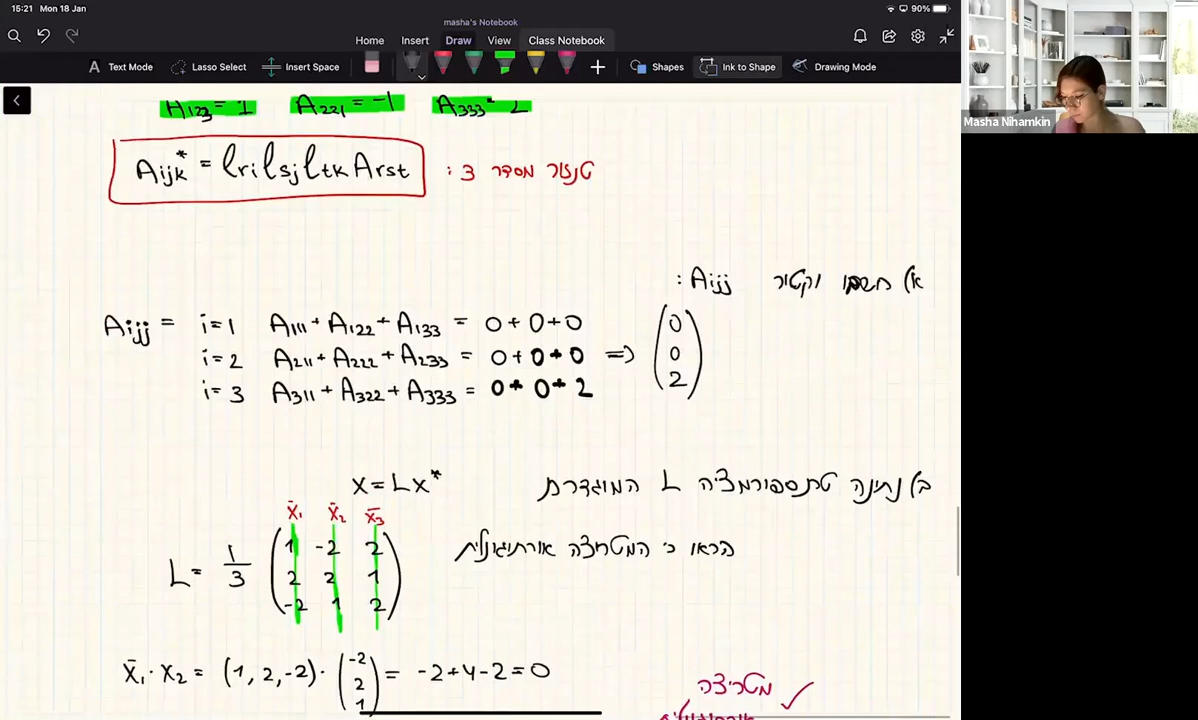 15:21 Mon 18 Jan
90%
masha's Notebook
Home Insert Draw View Class Notebook
Text Mode Lasso Select Insert Space Shapes Ink to Shape Drawing Mode
Masha Nihamkin
A₁₂₃ = 1 A₂₂₁ = -1 A₃₃₃ = 2
Aijk* = lri lsj ltk Arst : טנזור מסדר 3
א) חשבו וקטור Aijj :
Aijj = i=1 A₁₁₁ + A₁₂₂ + A₁₃₃ = 0+0+0
i=2 A₂₁₁ + A₂₂₂ + A₂₃₃ = 0+0+0 => (0 0 2)
i=3 A₃₁₁ + A₃₂₂ + A₃₃₃ = 0+0+2
ב) נתינה טרנספורמציה L המוגדרת x = Lx*
x̄₁ x̄₂ x̄₃
הראו כי המטריצה אורתוגונלית
1 -2 2
L = 1/3 2 2 1
-2 1 2
x̄₁ · x₂ = (1, 2, -2) · (-2 2 1) = -2+4-2 = 0
מטריצה ✓